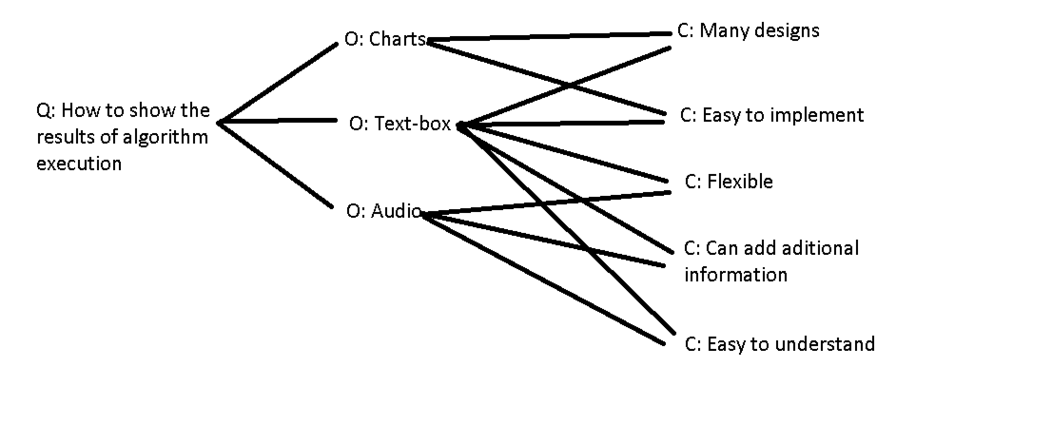 Q: How to show the
results of algorithm
execution
O: Charts
O: Text-box
O: Audio
C: Many designs
C: Easy to implement
C: Flexible
C: Can add aditional
information
C: Easy to understand